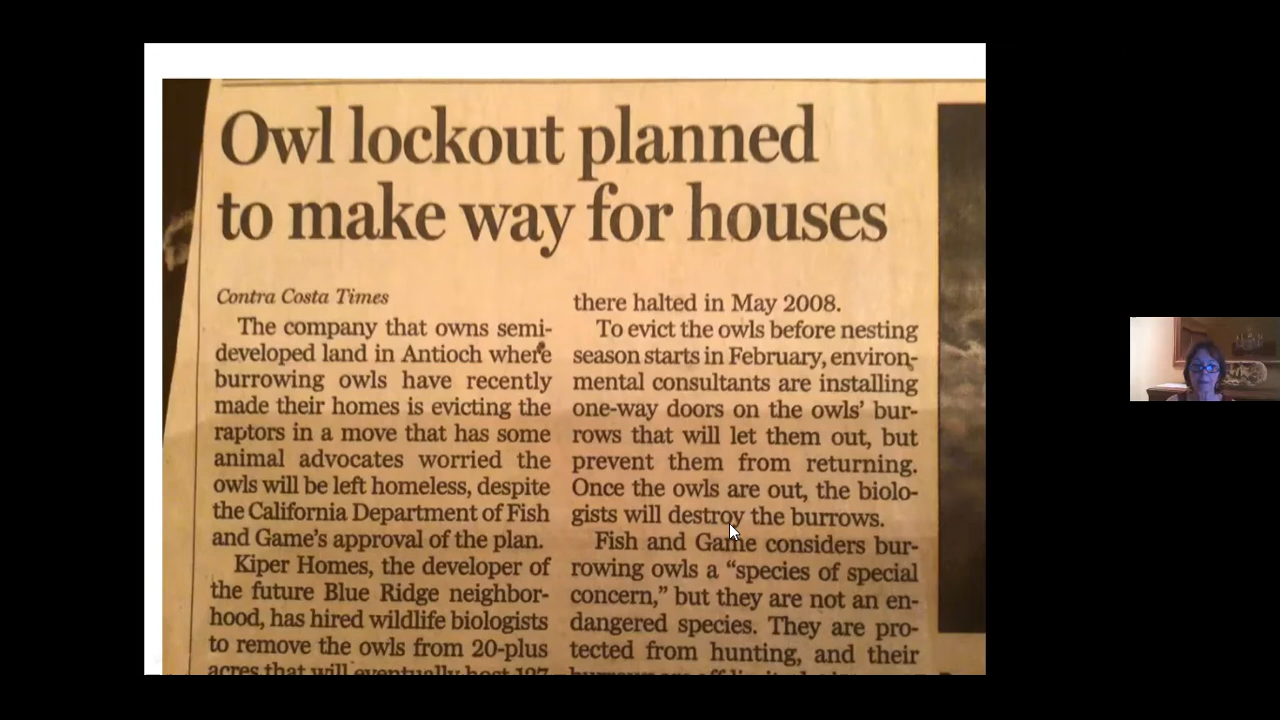 Owl lockout planned
to make way for houses
Contra Costa Times
The company that owns semi-
developed land in Antioch where
burrowing owls have recently
made their homes is evicting the
raptors in a move that has some
animal advocates worried the
owls will be left homeless, despite
the California Department of Fish
and Game's approval of the plan.
Kiper Homes, the developer of
the future Blue Ridge neighbor-
hood, has hired wildlife biologists
to remove the owls from 20-plus
acres that will eventually host
there halted in May 2008.
To evict the owls before nesting
season starts in February, environ-
mental consultants are installing
one-way doors on the owls' bur-
rows that will let them out, but
prevent them from returning.
Once the owls are out, the biolo-
gists will destroy the burrows.
Fish and Game considers bur-
rowing owls a “species of special
concern,” but they are not an en-
dangered species. They are pro-
tected from hunting, and their